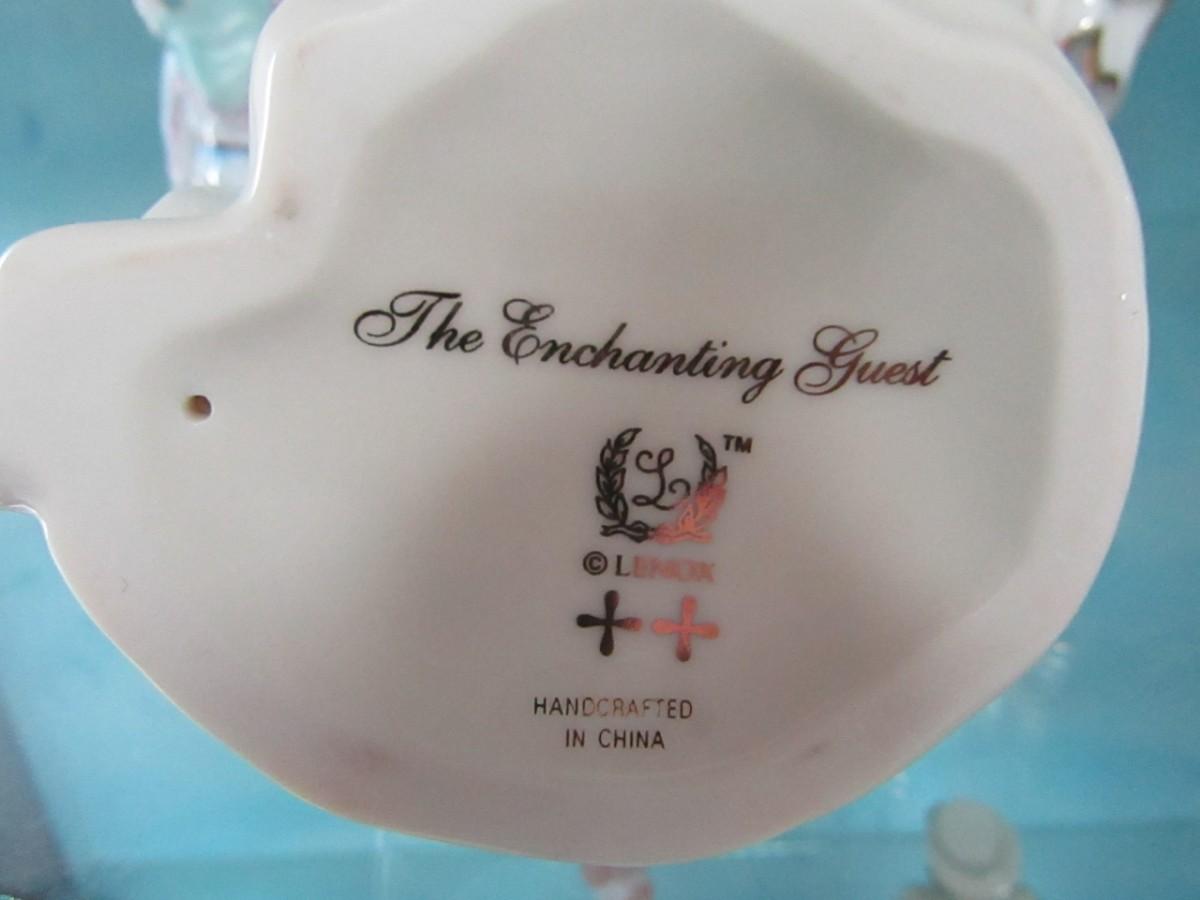 The Enchanting Guest
L TM
© LENOX
HANDCRAFTED
IN CHINA